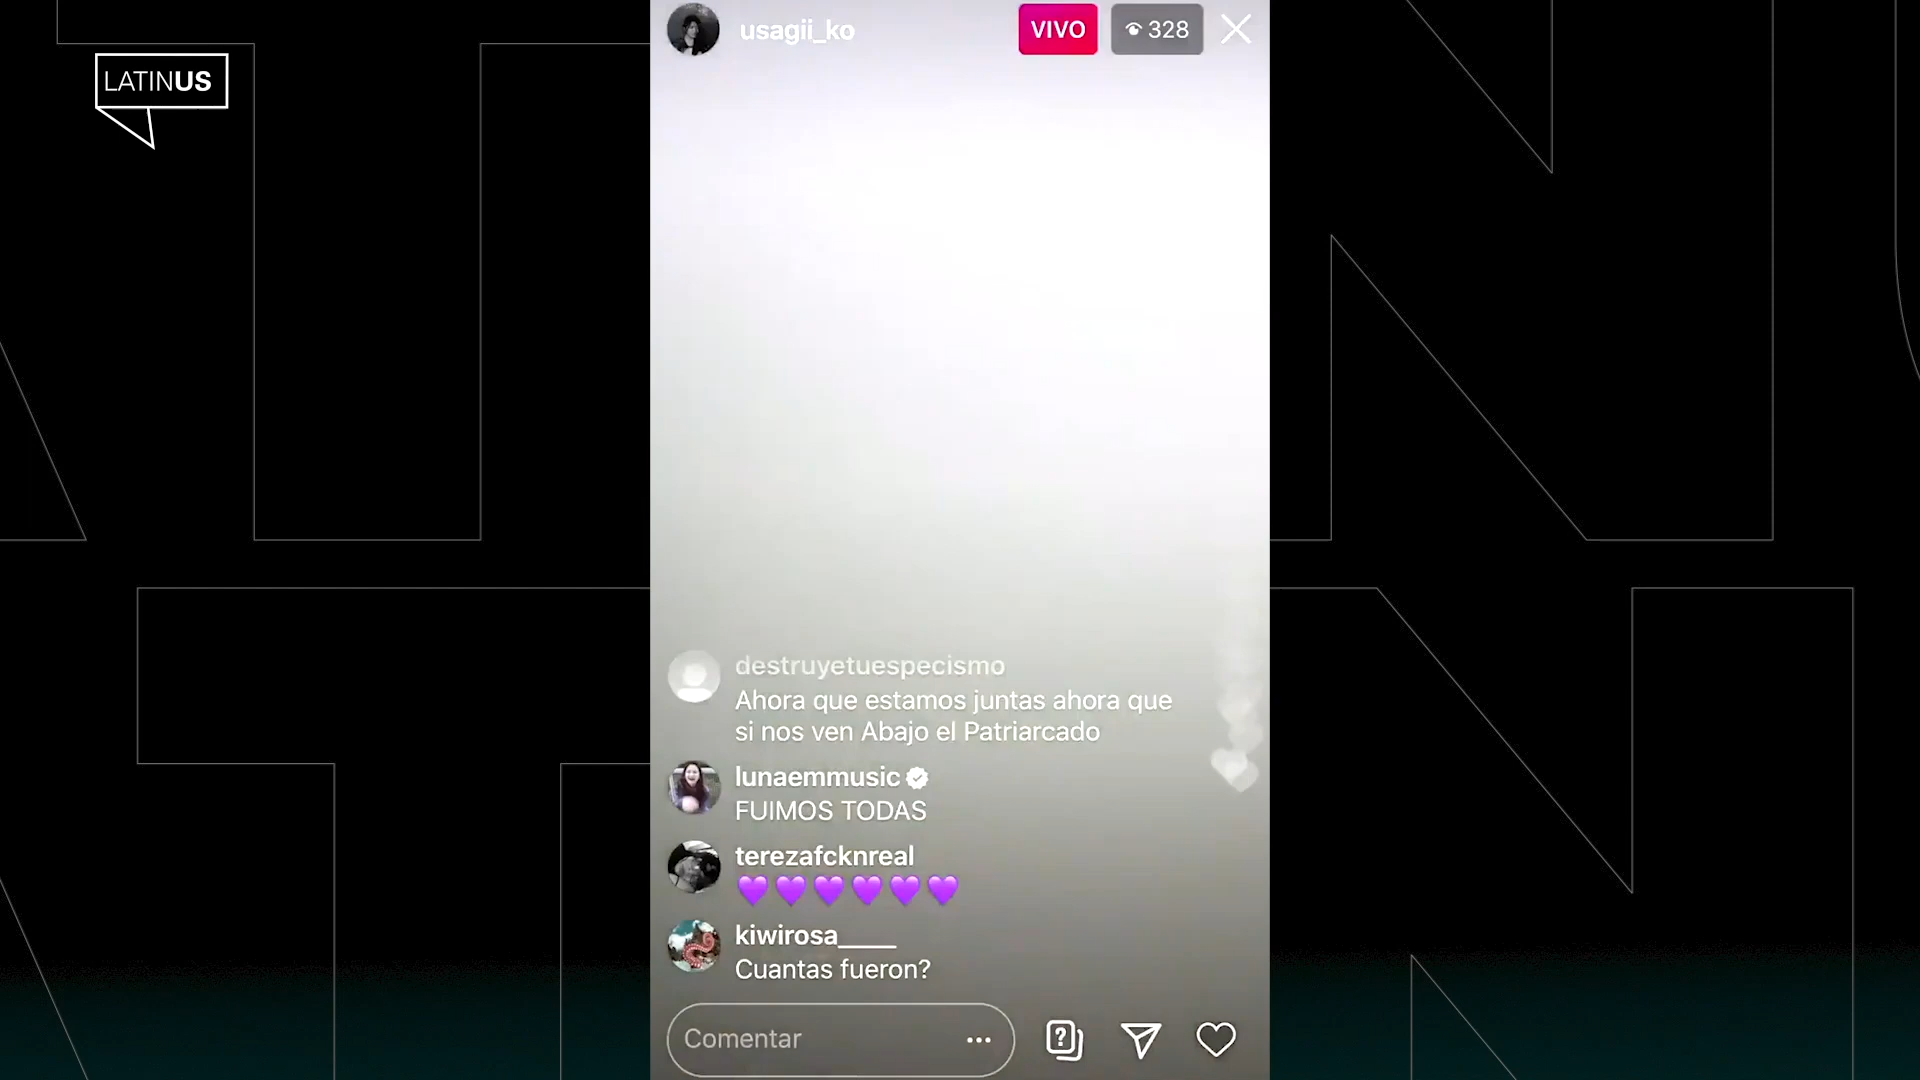 LATINUS
usagii_ko
VIVO
328
destruyetuespecismo
Ahora que estamos juntas ahora que
si nos ven Abajo el Patriarcado
lunaemmusic
FUIMOS TODAS
terezafcknreal
💜💜💜💜💜💜
kiwirosa_____
Cuantas fueron?
Comentar